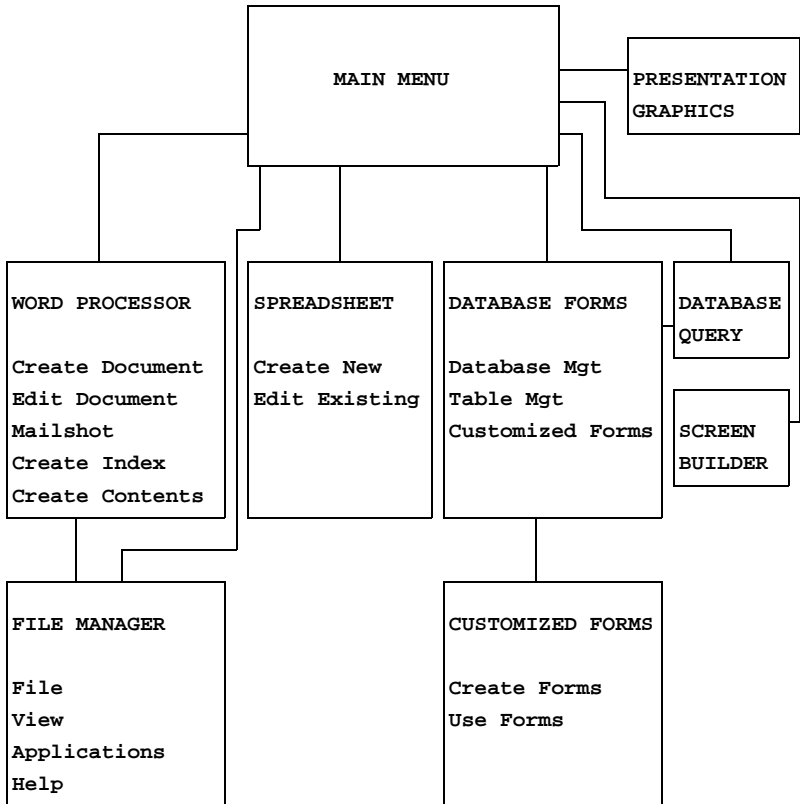 MAIN MENU
PRESENTATION
GRAPHICS
WORD PROCESSOR
Create Document
Edit Document
Mailshot
Create Index
Create Contents
SPREADSHEET
Create New
Edit Existing
DATABASE FORMS
Database Mgt
Table Mgt
Customized Forms
DATABASE
QUERY
SCREEN
BUILDER
FILE MANAGER
File
View
Applications
Help
CUSTOMIZED FORMS
Create Forms
Use Forms